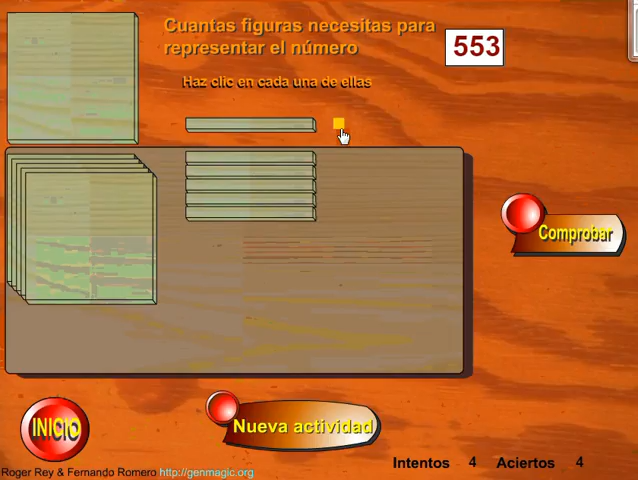 Cuantas figuras necesitas para
representar el número
553
Haz clic en cada una de ellas
Comprobar
INICIO
Nueva actividad
Intentos 4 Aciertos 4
Roger Rey & Fernando Romero http://genmagic.org